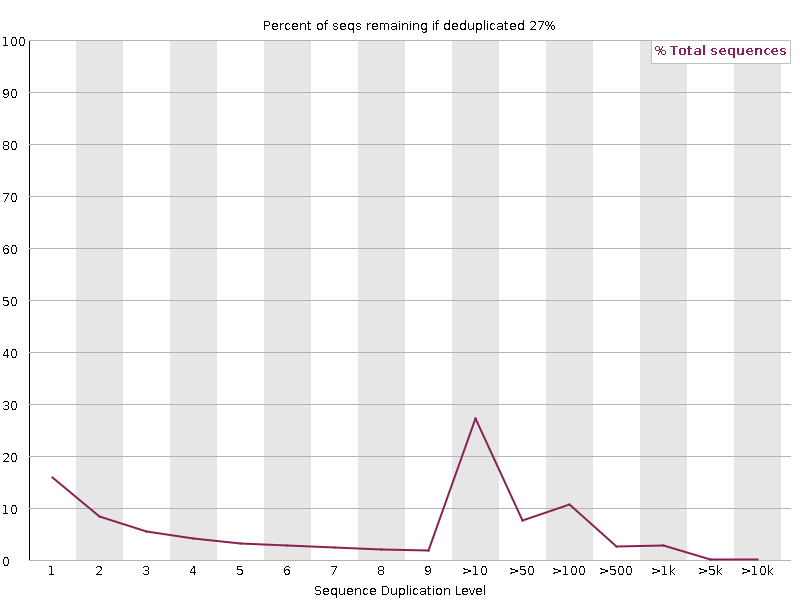 Percent of seqs remaining if deduplicated 27%
% Total sequences
100
90
80
70
60
50
40
30
20
10
0
1 2 3 4 5 6 7 8 9 >10 >50 >100 >500 >1k >5k >10k
Sequence Duplication Level